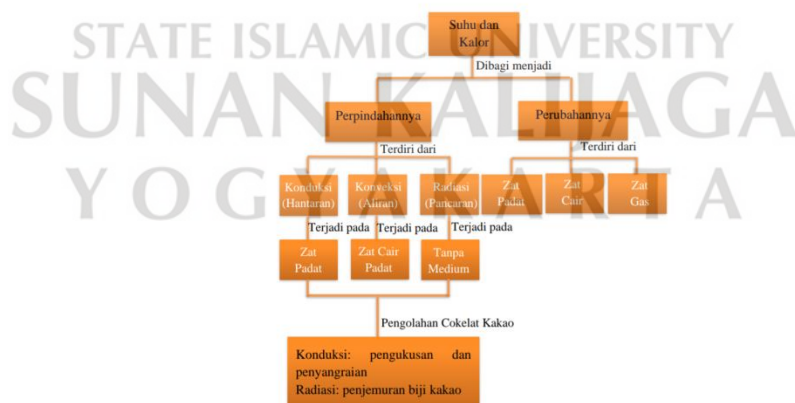 STATE ISLAMIC UNIVERSITY
SUNAN KALIJAGA
YOGYAKARTA
Suhu dan
Kalor
Dibagi menjadi
Perpindahannya
Perubahannya
Terdiri dari
Terdiri dari
Konduksi
(Hantaran)
Konveksi
(Aliran)
Radiasi
(Pancaran)
Zat
Padat
Zat
Cair
Zat
Gas
Terjadi pada
Terjadi pada
Terjadi pada
Zat
Padat
Zat Cair
Padat
Tanpa
Medium
Pengolahan Cokelat Kakao
Konduksi: pengukusan dan
penyangraian
Radiasi: penjemuran biji kakao